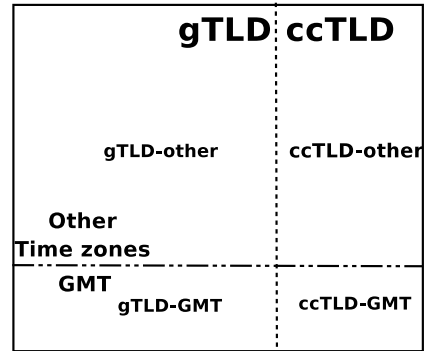 gTLD ccTLD
gTLD-other ccTLD-other
Other
Time zones
GMT
gTLD-GMT ccTLD-GMT